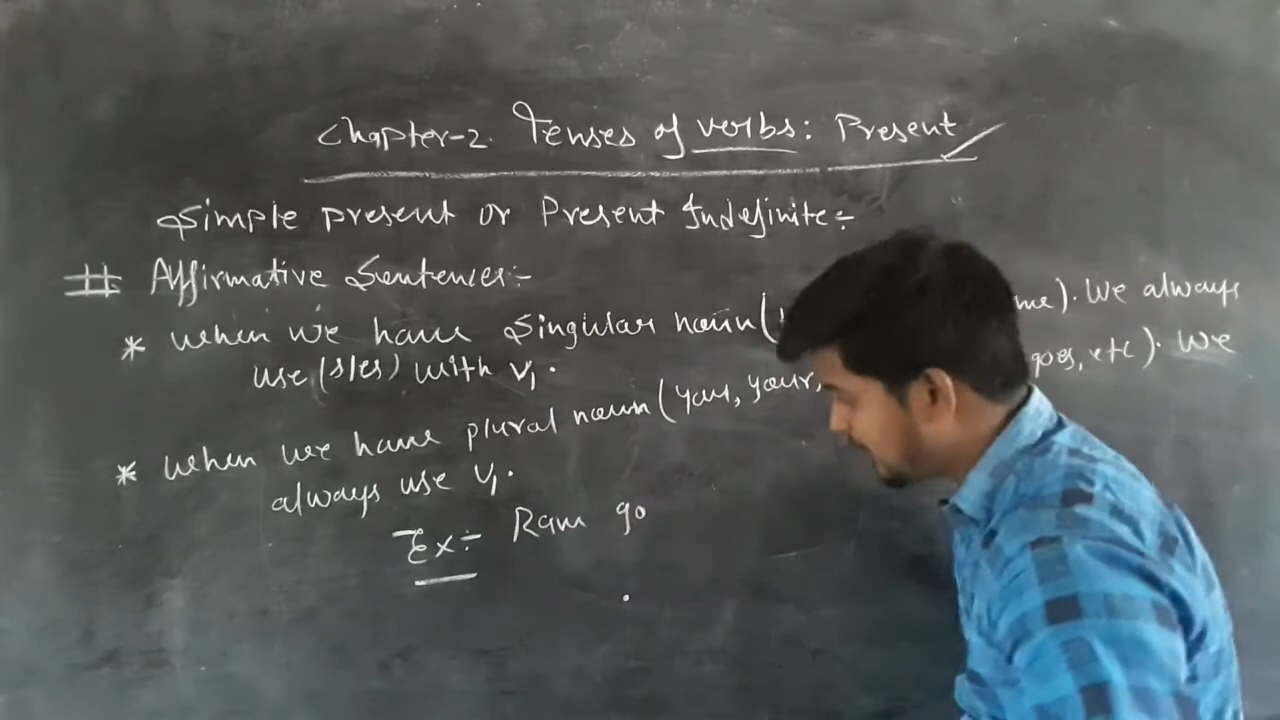 Chapter-2. Tenses of verbs: Present
Simple present or Present Indefinite:-
# Affirmative Sentences:-
* When we have Singular noun( me). We always
use (s/es) with V1.
* When we have plural noun (you, your, goes, etc). We
always use V1.
Ex:- Ram go